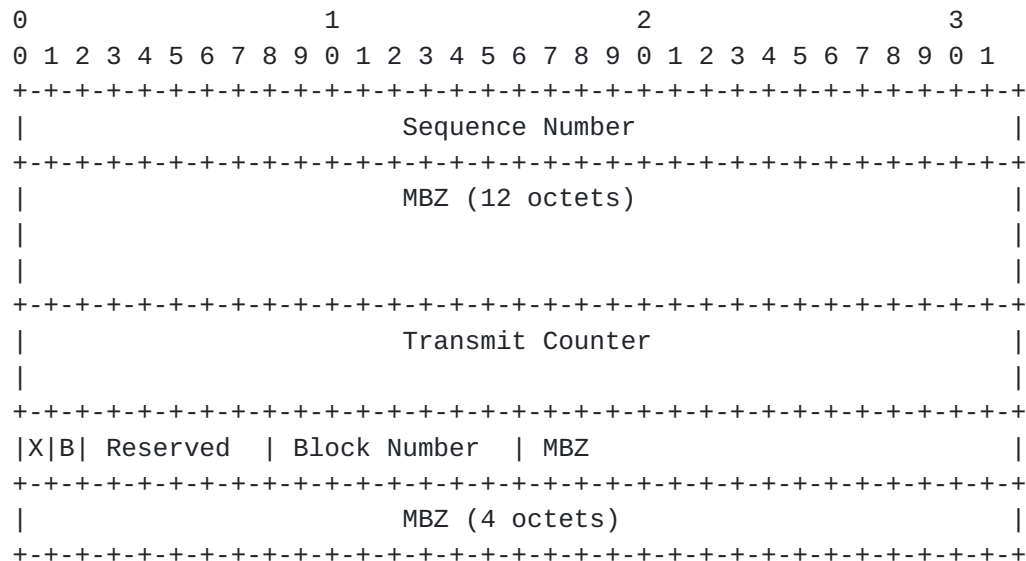 0                   1                   2                   3
0 1 2 3 4 5 6 7 8 9 0 1 2 3 4 5 6 7 8 9 0 1 2 3 4 5 6 7 8 9 0 1
+-+-+-+-+-+-+-+-+-+-+-+-+-+-+-+-+-+-+-+-+-+-+-+-+-+-+-+-+-+-+-+-+
|                        Sequence Number                        |
+-+-+-+-+-+-+-+-+-+-+-+-+-+-+-+-+-+-+-+-+-+-+-+-+-+-+-+-+-+-+-+-+
|                        MBZ (12 octets)                        |
|                                                               |
|                                                               |
+-+-+-+-+-+-+-+-+-+-+-+-+-+-+-+-+-+-+-+-+-+-+-+-+-+-+-+-+-+-+-+-+
|                        Transmit Counter                       |
|                                                               |
+-+-+-+-+-+-+-+-+-+-+-+-+-+-+-+-+-+-+-+-+-+-+-+-+-+-+-+-+-+-+-+-+
|X|B| Reserved  | Block Number  | MBZ                           |
+-+-+-+-+-+-+-+-+-+-+-+-+-+-+-+-+-+-+-+-+-+-+-+-+-+-+-+-+-+-+-+-+
|                        MBZ (4 octets)                         |
+-+-+-+-+-+-+-+-+-+-+-+-+-+-+-+-+-+-+-+-+-+-+-+-+-+-+-+-+-+-+-+-+